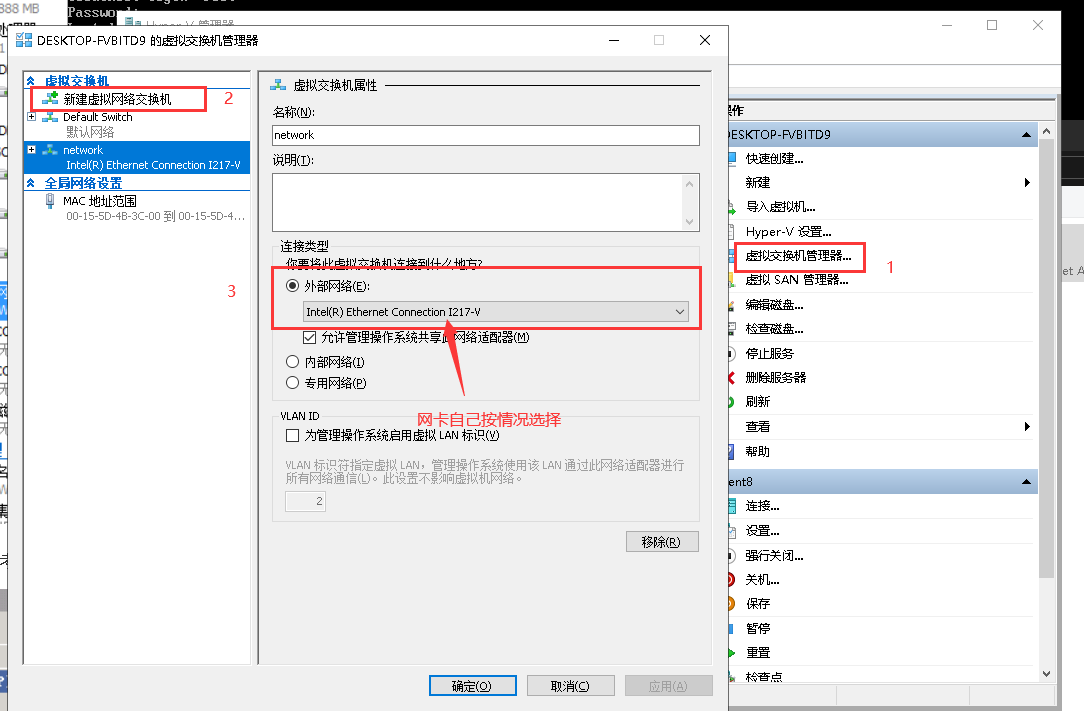 888 MB
Password:
Hyper-V 管理器
DESKTOP-FVBITD9 的虚拟交换机管理器
虚拟交换机
新建虚拟网络交换机
2
Default Switch
默认网络
network
Intel(R) Ethernet Connection I217-V
全局网络设置
MAC 地址范围
00-15-5D-4B-3C-00 到 00-15-5D-4...
3
虚拟交换机属性
名称(N):
network
说明(T):
连接类型
你要将此虚拟交换机连接到什么地方?
外部网络(E):
Intel(R) Ethernet Connection I217-V
允许管理操作系统共享此网络适配器(M)
内部网络(I)
专用网络(P)
网卡自己按情况选择
VLAN ID
为管理操作系统启用虚拟 LAN 标识(V)
VLAN 标识符指定虚拟 LAN，管理操作系统使用该 LAN 通过此网络适配器进行
所有网络通信(L)。此设置不影响虚拟机网络。
2
移除(R)
确定(O)
取消(C)
应用(A)
操作
DESKTOP-FVBITD9
快速创建...
新建
导入虚拟机...
Hyper-V 设置...
虚拟交换机管理器...
1
虚拟 SAN 管理器...
编辑磁盘...
检查磁盘...
停止服务
删除服务器
刷新
查看
帮助
ent8
连接...
设置...
强行关闭...
关机...
保存
暂停
重置
检查点
et A